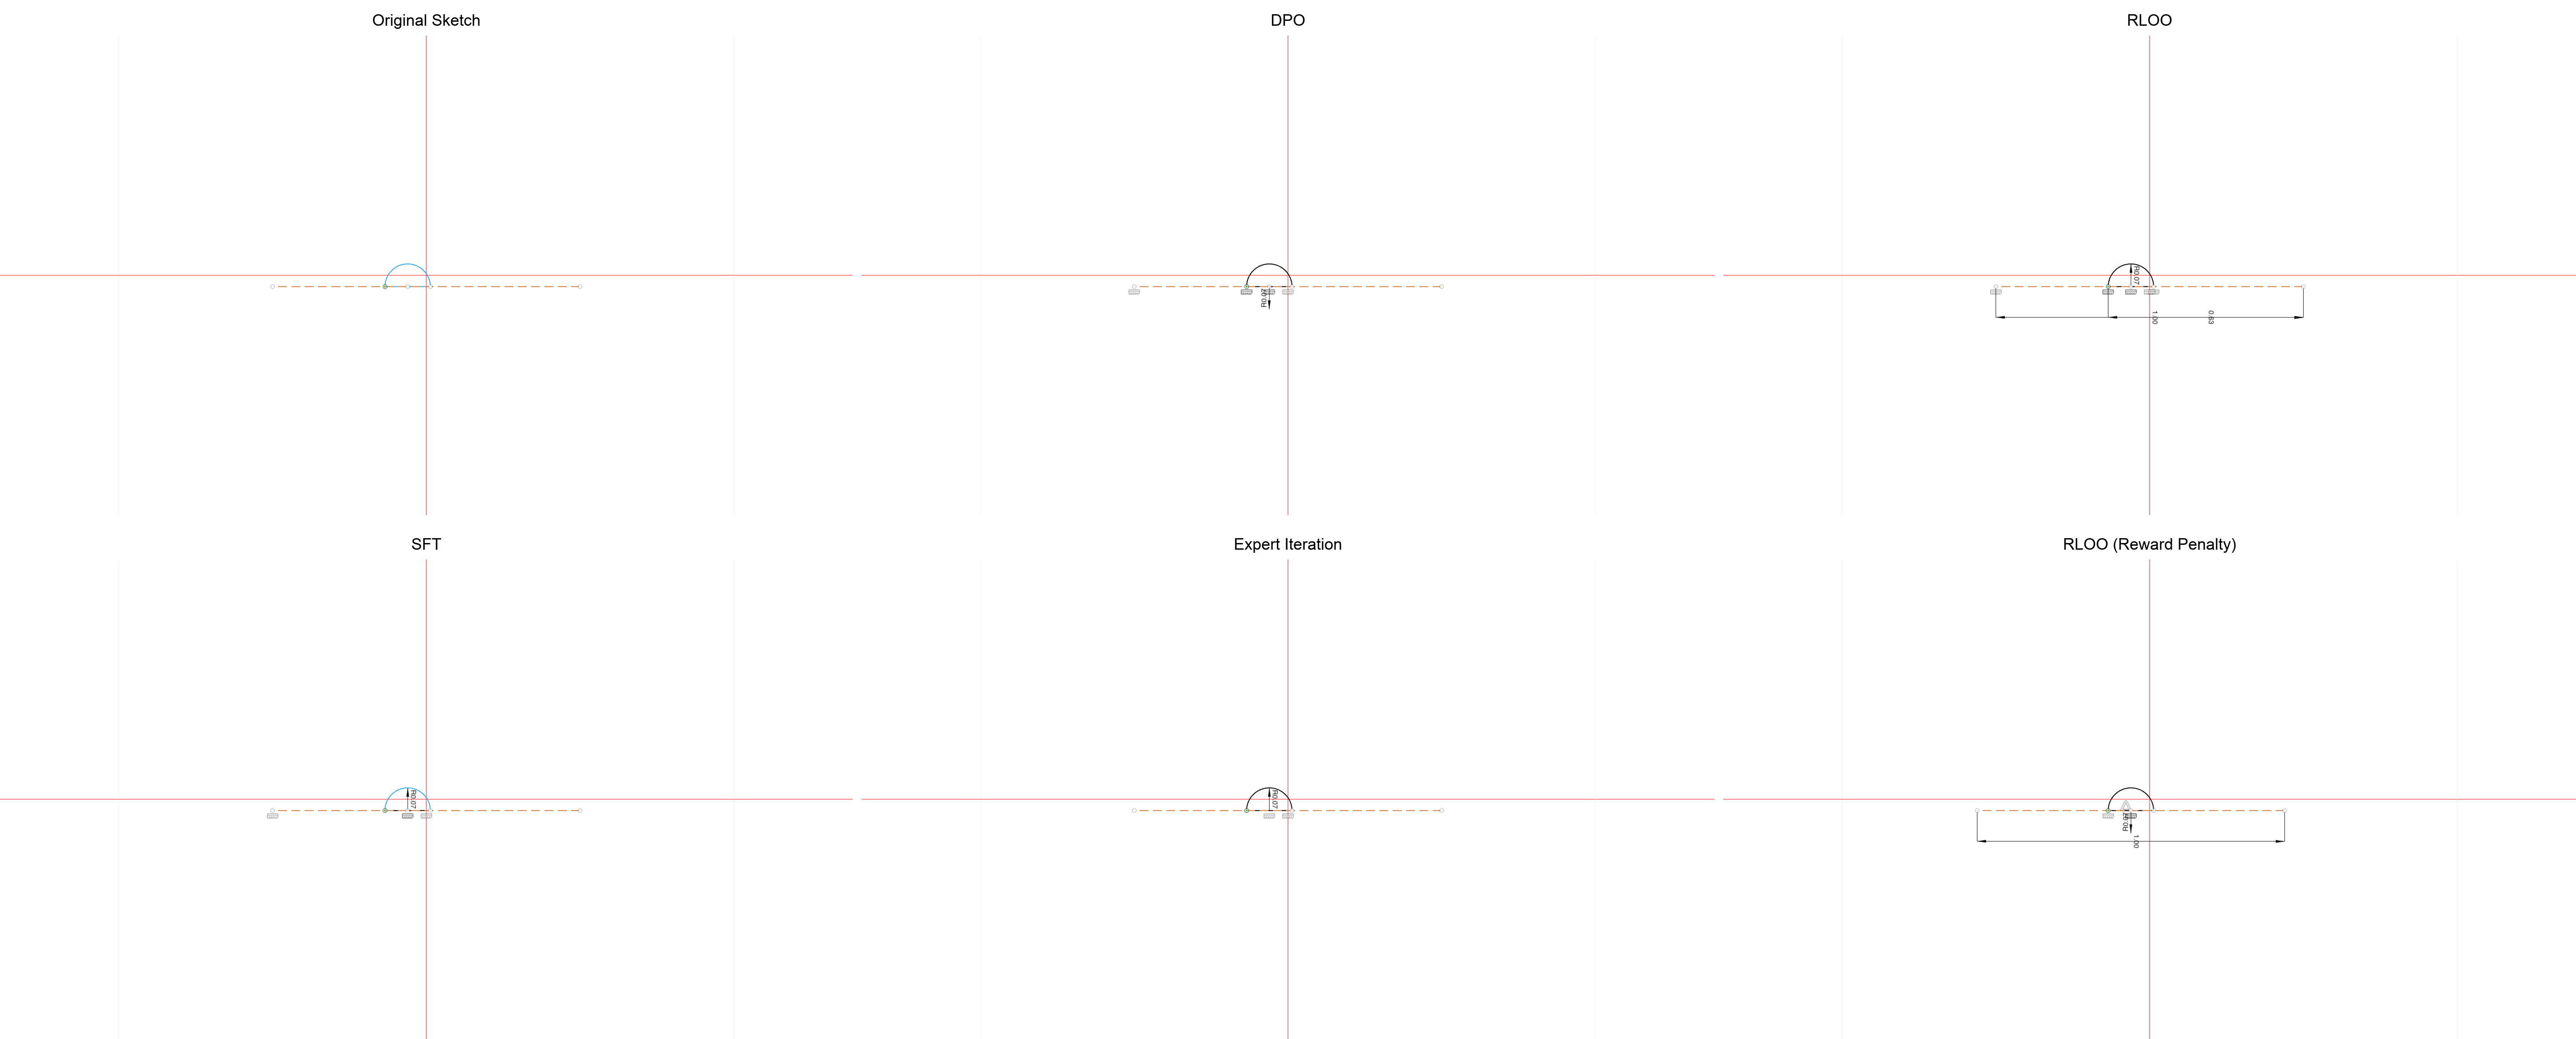 Original Sketch
DPO
RLOO
R0.07
R0.07
1.00
0.63
SFT
Expert Iteration
RLOO (Reward Penalty)
R0.07
R0.07
R0.07
1.00